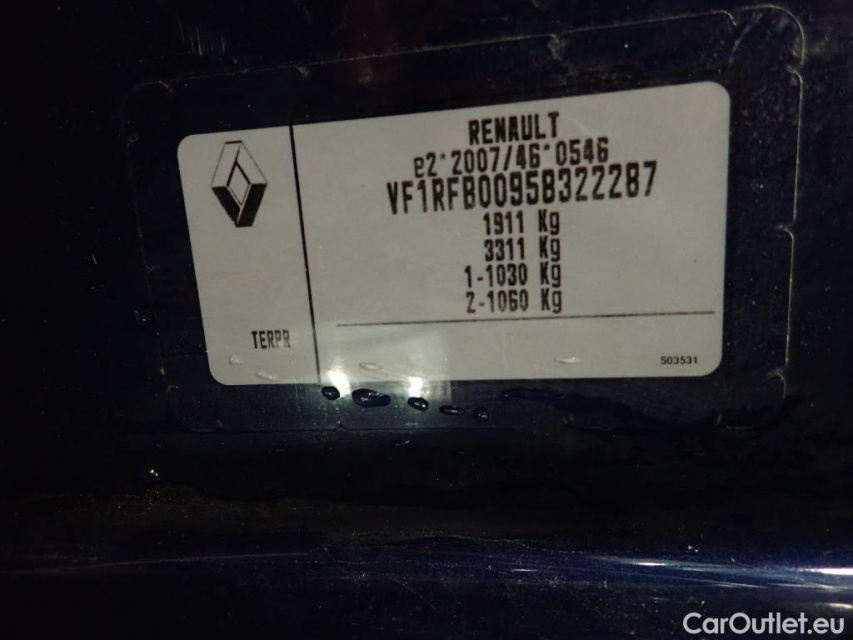 RENAULT
e2*2007/46*0546
VF1RFB00958322287
1911 Kg
3311 Kg
1-1030 Kg
2-1060 Kg
TERPR
503531
CarOutlet.eu